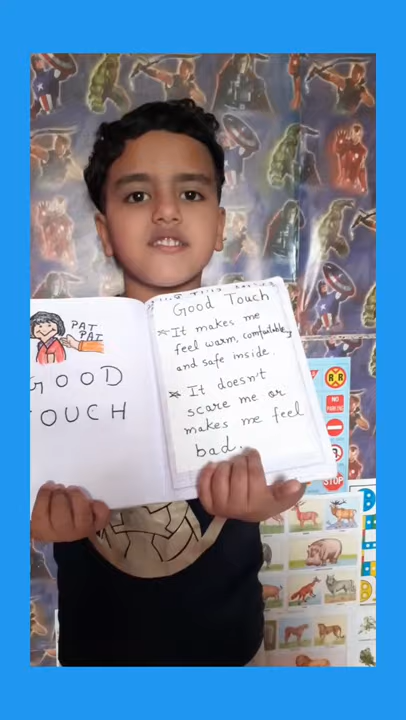 PAT
PAT
GOOD
TOUCH
Good Touch
It makes me
feel warm, comfortable,
and safe inside.
It doesn't
scare me or
makes me feel
bad.
R R
NO
PARKING
STOP